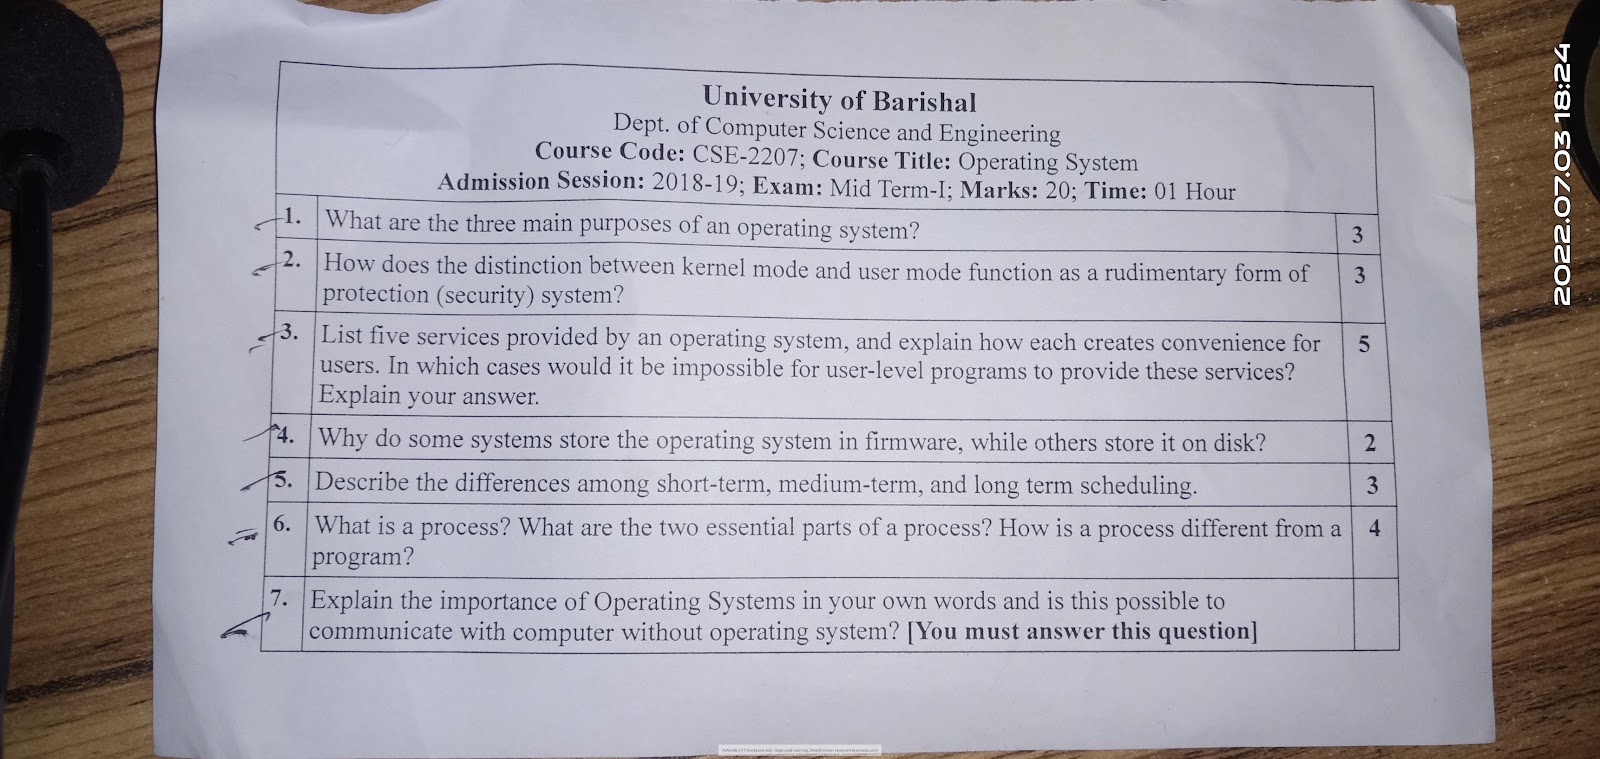 University of Barishal
Dept. of Computer Science and Engineering
Course Code: CSE-2207; Course Title: Operating System
Admission Session: 2018-19; Exam: Mid Term-I; Marks: 20; Time: 01 Hour
1. What are the three main purposes of an operating system? 3
2. How does the distinction between kernel mode and user mode function as a rudimentary form of 3
protection (security) system?
3. List five services provided by an operating system, and explain how each creates convenience for 5
users. In which cases would it be impossible for user-level programs to provide these services?
Explain your answer.
4. Why do some systems store the operating system in firmware, while others store it on disk? 2
5. Describe the differences among short-term, medium-term, and long term scheduling. 3
6. What is a process? What are the two essential parts of a process? How is a process different from a 4
program?
7. Explain the importance of Operating Systems in your own words and is this possible to
communicate with computer without operating system? [You must answer this question]
2022.07.03 18:24